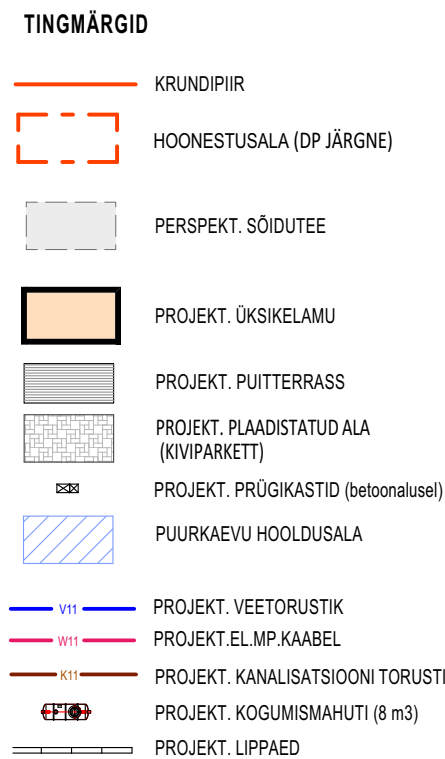 TINGMÄRGID
KRUNDIPIIR
HOONESTUSALA (DP JÄRGNE)
PERSPEKT. SÕIDUTEE
PROJEKT. ÜKSIKELAMU
PROJEKT. PUITTERRASS
PROJEKT. PLAADISTATUD ALA
(KIVIPARKETT)
PROJEKT. PRÜGIKASTID (betoonalusel)
PUURKAEVU HOOLDUSALA
V11 PROJEKT. VEETORUSTIK
W11 PROJEKT.EL.MP.KAABEL
K11 PROJEKT. KANALISATSIOONI TORUSTI
PROJEKT. KOGUMISMAHUTI (8 m3)
PROJEKT. LIPPAED